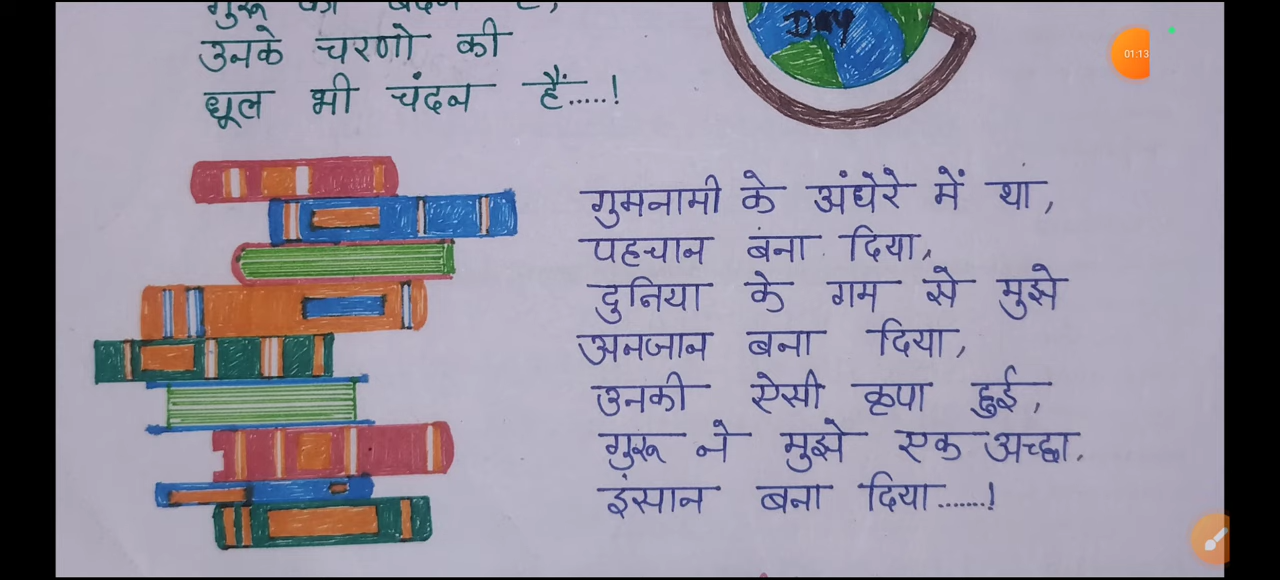 उनके चरणो की
धूल भी चंदन हैं.....!
DAY
01:13
गुमनामी के अंधेरे में था,
पहचान बना दिया,
दुनिया के गम से मुझे
अनजान बना दिया,
उनकी ऐसी कृपा हुई,
गुरू ने मुझे एक अच्छा.
इंसान बना दिया.......!